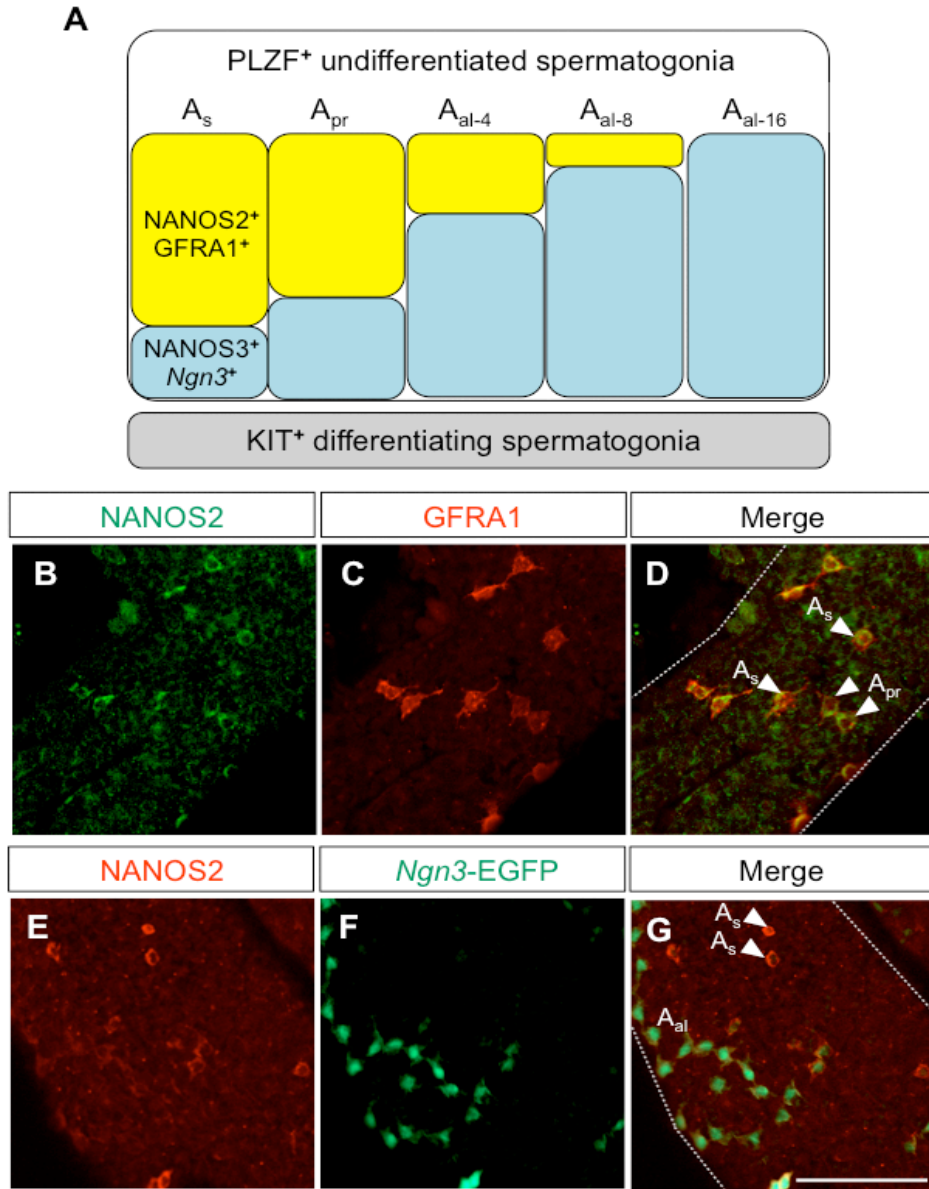 A
PLZF⁺ undifferentiated spermatogonia
Aₛ Aₚᵣ Aₐₗ₋₄ Aₐₗ₋₈ Aₐₗ₋₁₆
NANOS2⁺
GFRA1⁺
NANOS3⁺
Ngn3⁺
KIT⁺ differentiating spermatogonia
NANOS2 GFRA1 Merge
B C D
Aₛ
Aₛ
Aₚᵣ
NANOS2 Ngn3-EGFP Merge
E F G
Aₛ
Aₛ
Aₐₗ